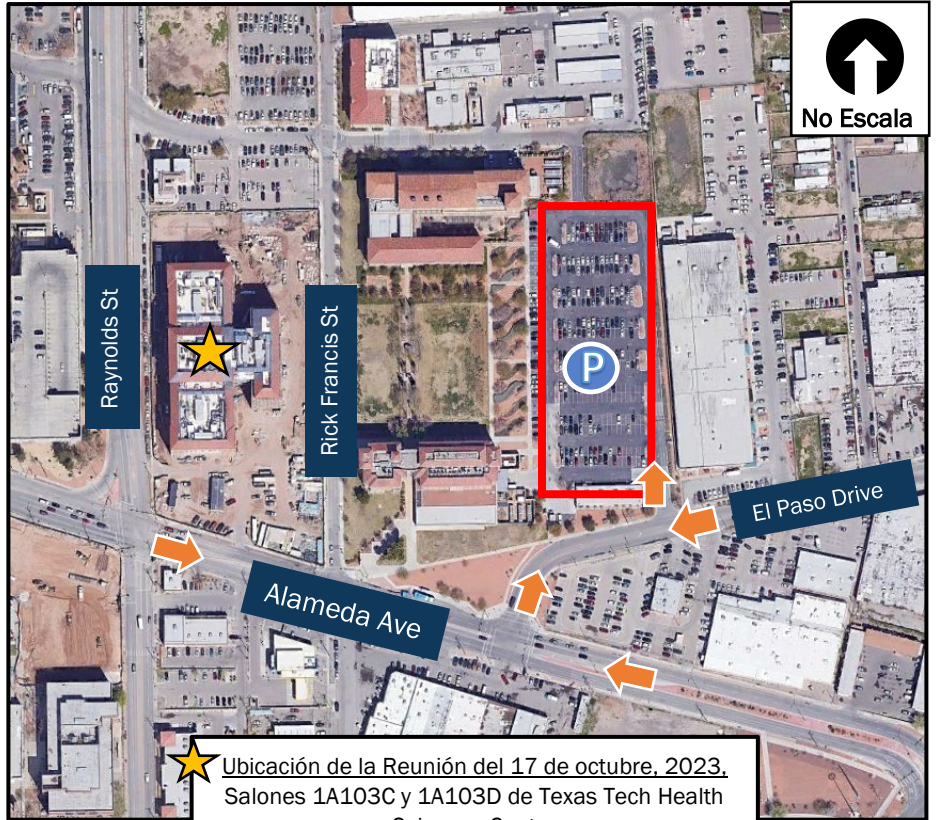 No Escala
Raynolds St
Rick Francis St
P
El Paso Drive
Alameda Ave
Ubicación de la Reunión del 17 de octubre, 2023,
Salones 1A103C y 1A103D de Texas Tech Health